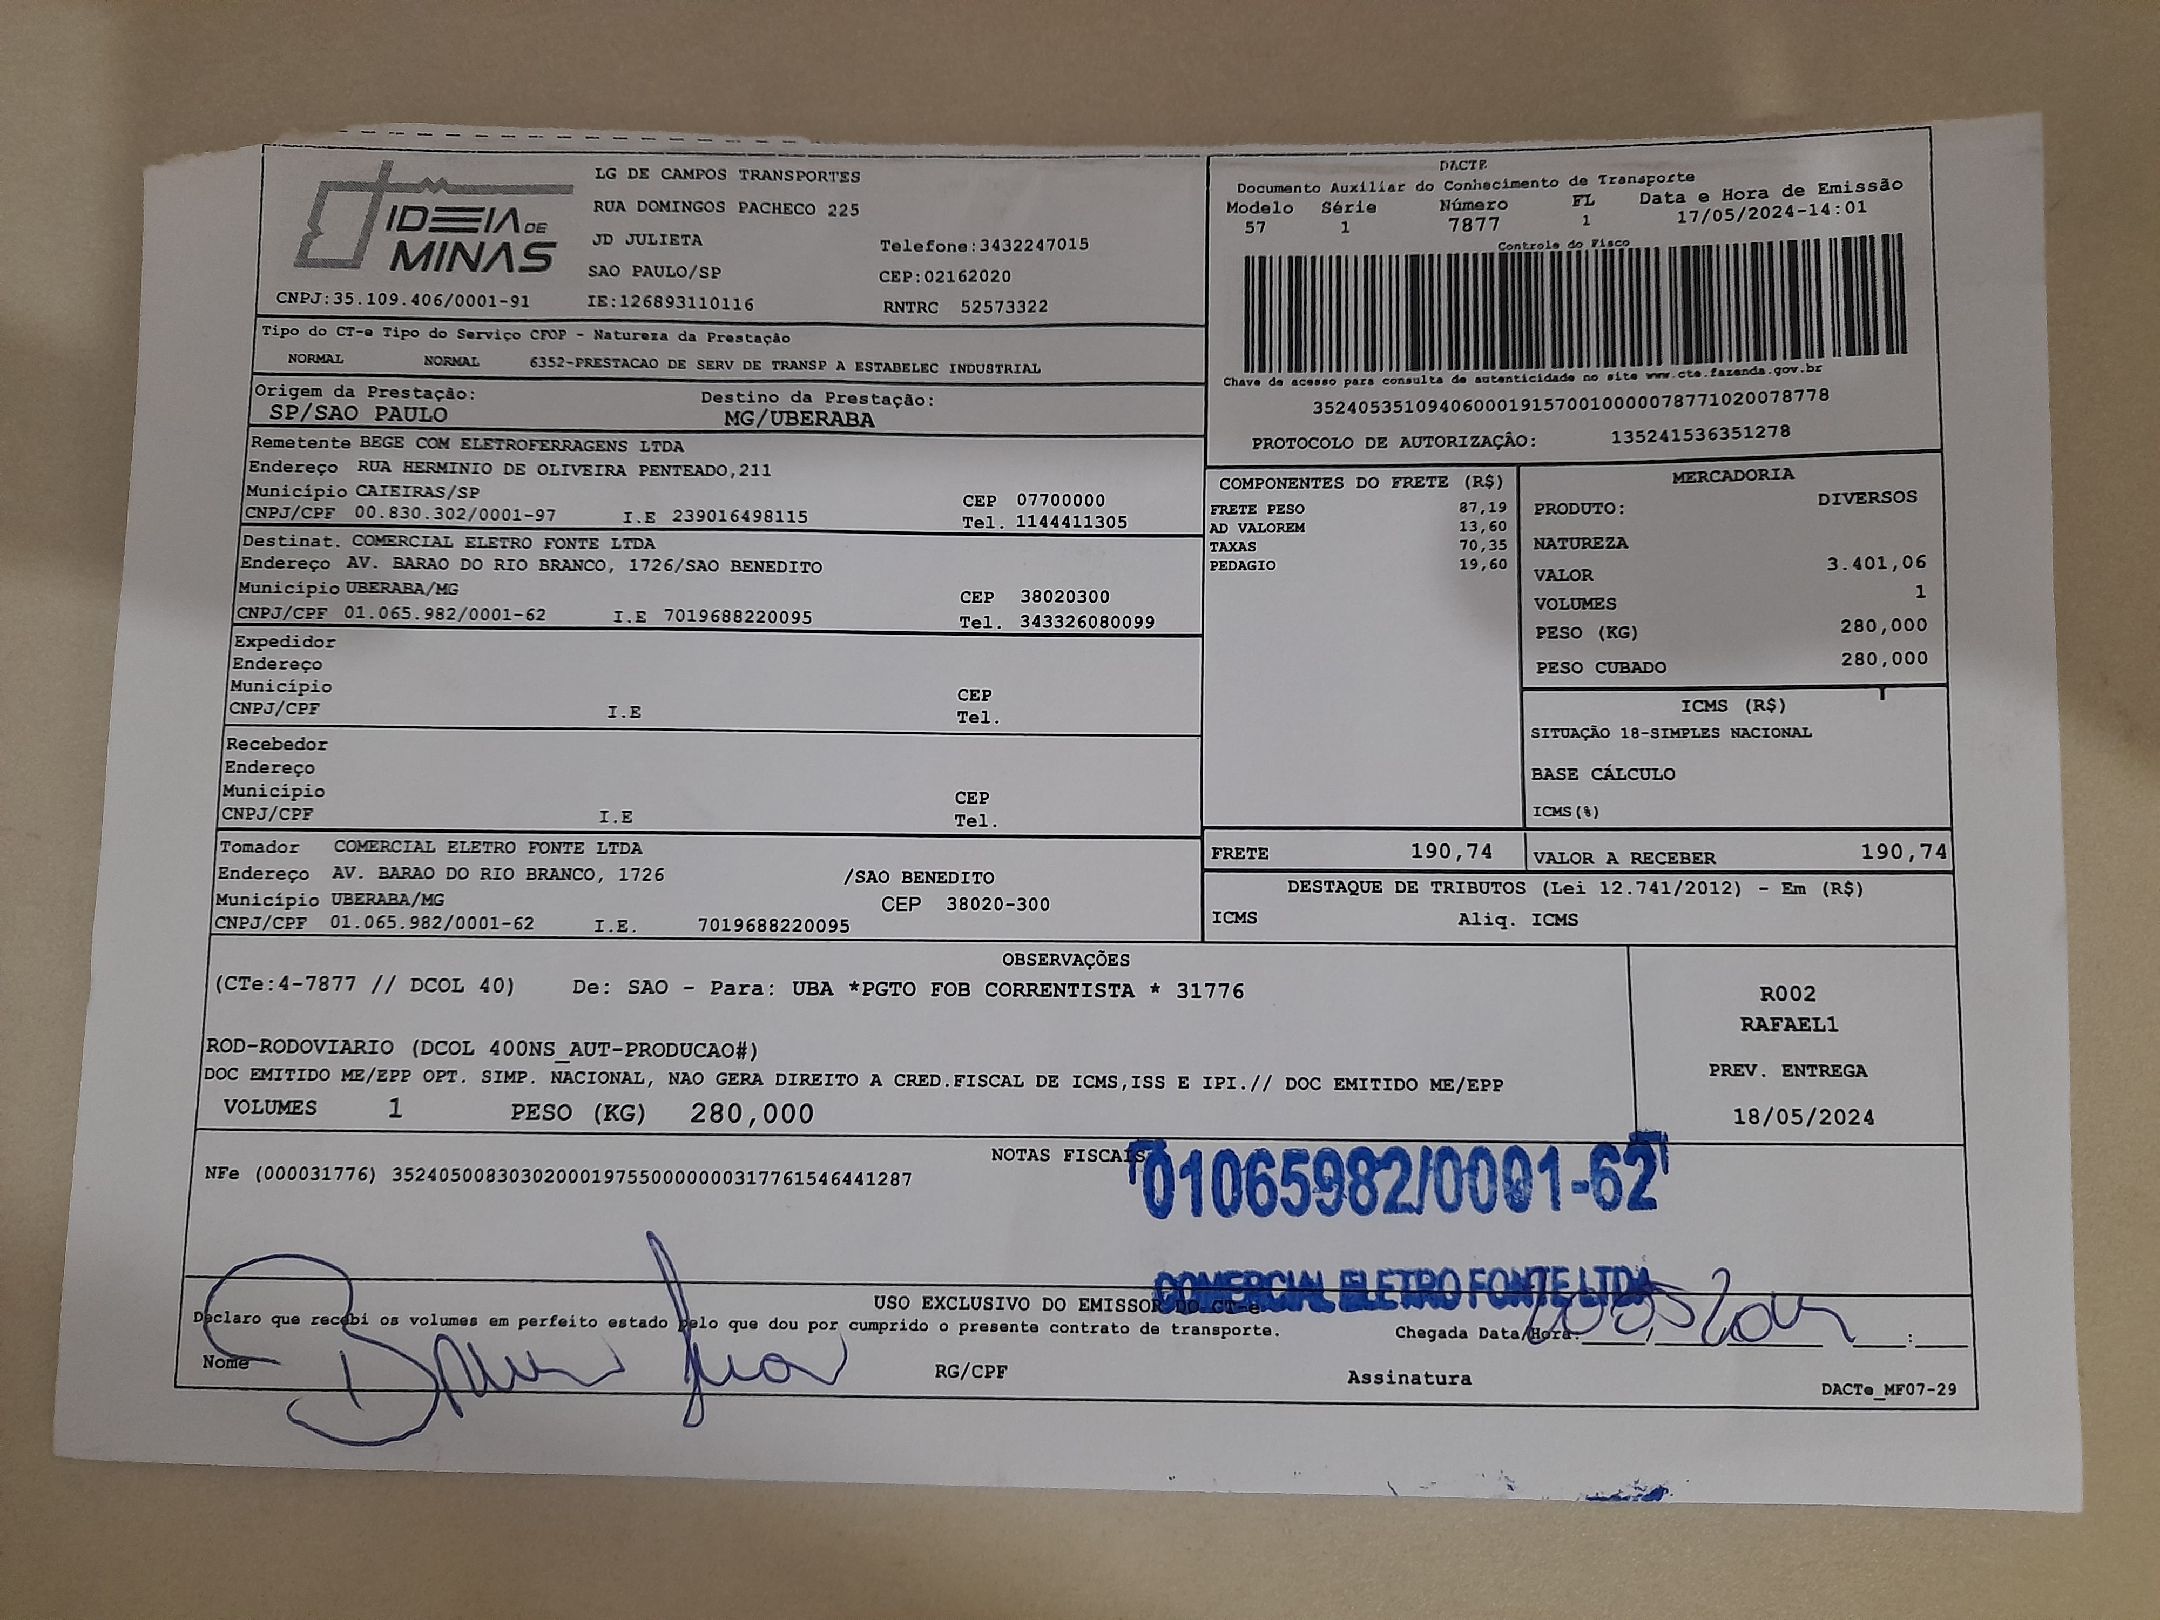 IDEIA DE MINAS
CNPJ:35.109.406/0001-91
LG DE CAMPOS TRANSPORTES
RUA DOMINGOS PACHECO 225
JD JULIETA
Telefone:3432247015
SAO PAULO/SP
CEP:02162020
IE:126893110116
RNTRC 52573322
DACTE
Documento Auxiliar do Conhecimento de Transporte
Modelo Série Número FL Data e Hora de Emissão
57 1 7877 1 17/05/2024-14:01
Controle do Fisco
Chave de acesso para consulta de autenticidade no site www.cte.fazenda.gov.br
35240535109406000191570010000078771020078778
PROTOCOLO DE AUTORIZAÇÃO: 135241536351278
Tipo do CT-e Tipo do Serviço CFOP - Natureza da Prestação
NORMAL NORMAL 6352-PRESTACAO DE SERV DE TRANSP A ESTABELEC INDUSTRIAL
Origem da Prestação: Destino da Prestação:
SP/SAO PAULO MG/UBERABA
Remetente BEGE COM ELETROFERRAGENS LTDA
Endereço RUA HERMINIO DE OLIVEIRA PENTEADO,211
Município CAIEIRAS/SP CEP 07700000
CNPJ/CPF 00.830.302/0001-97 I.E 239016498115 Tel. 1144411305
Destinat. COMERCIAL ELETRO FONTE LTDA
Endereço AV. BARAO DO RIO BRANCO, 1726/SAO BENEDITO
Município UBERABA/MG CEP 38020300
CNPJ/CPF 01.065.982/0001-62 I.E 7019688220095 Tel. 343326080099
Expedidor
Endereço
Município CEP
CNPJ/CPF I.E Tel.
Recebedor
Endereço
Município CEP
CNPJ/CPF I.E Tel.
Tomador COMERCIAL ELETRO FONTE LTDA
Endereço AV. BARAO DO RIO BRANCO, 1726 /SAO BENEDITO
Município UBERABA/MG CEP 38020-300
CNPJ/CPF 01.065.982/0001-62 I.E. 7019688220095
COMPONENTES DO FRETE (R$)
FRETE PESO 87,19
AD VALOREM 13,60
TAXAS 70,35
PEDAGIO 19,60
MERCADORIA
PRODUTO: DIVERSOS
NATUREZA
VALOR 3.401,06
VOLUMES 1
PESO (KG) 280,000
PESO CUBADO 280,000
ICMS (R$)
SITUAÇÃO 18-SIMPLES NACIONAL
BASE CÁLCULO
ICMS(%)
FRETE 190,74 VALOR A RECEBER 190,74
DESTAQUE DE TRIBUTOS (Lei 12.741/2012) - Em (R$)
ICMS Aliq. ICMS
OBSERVAÇÕES
(CTe:4-7877 // DCOL 40) De: SAO - Para: UBA *PGTO FOB CORRENTISTA * 31776
ROD-RODOVIARIO (DCOL 400NS_AUT-PRODUCAO#)
DOC EMITIDO ME/EPP OPT. SIMP. NACIONAL, NAO GERA DIREITO A CRED.FISCAL DE ICMS,ISS E IPI.// DOC EMITIDO ME/EPP
VOLUMES 1 PESO (KG) 280,000
R002
RAFAEL1
PREV. ENTREGA
18/05/2024
NOTAS FISCAIS
NFe (000031776) 35240500830302000197550000000317761546441287
01065982/0001-62
COMERCIAL ELETRO FONTE LTDA
USO EXCLUSIVO DO EMISSOR DO CT-e
Declaro que recebi os volumes em perfeito estado pelo que dou por cumprido o presente contrato de transporte. Chegada Data/Hora:
Nome RG/CPF Assinatura
DACTe_MF07-29